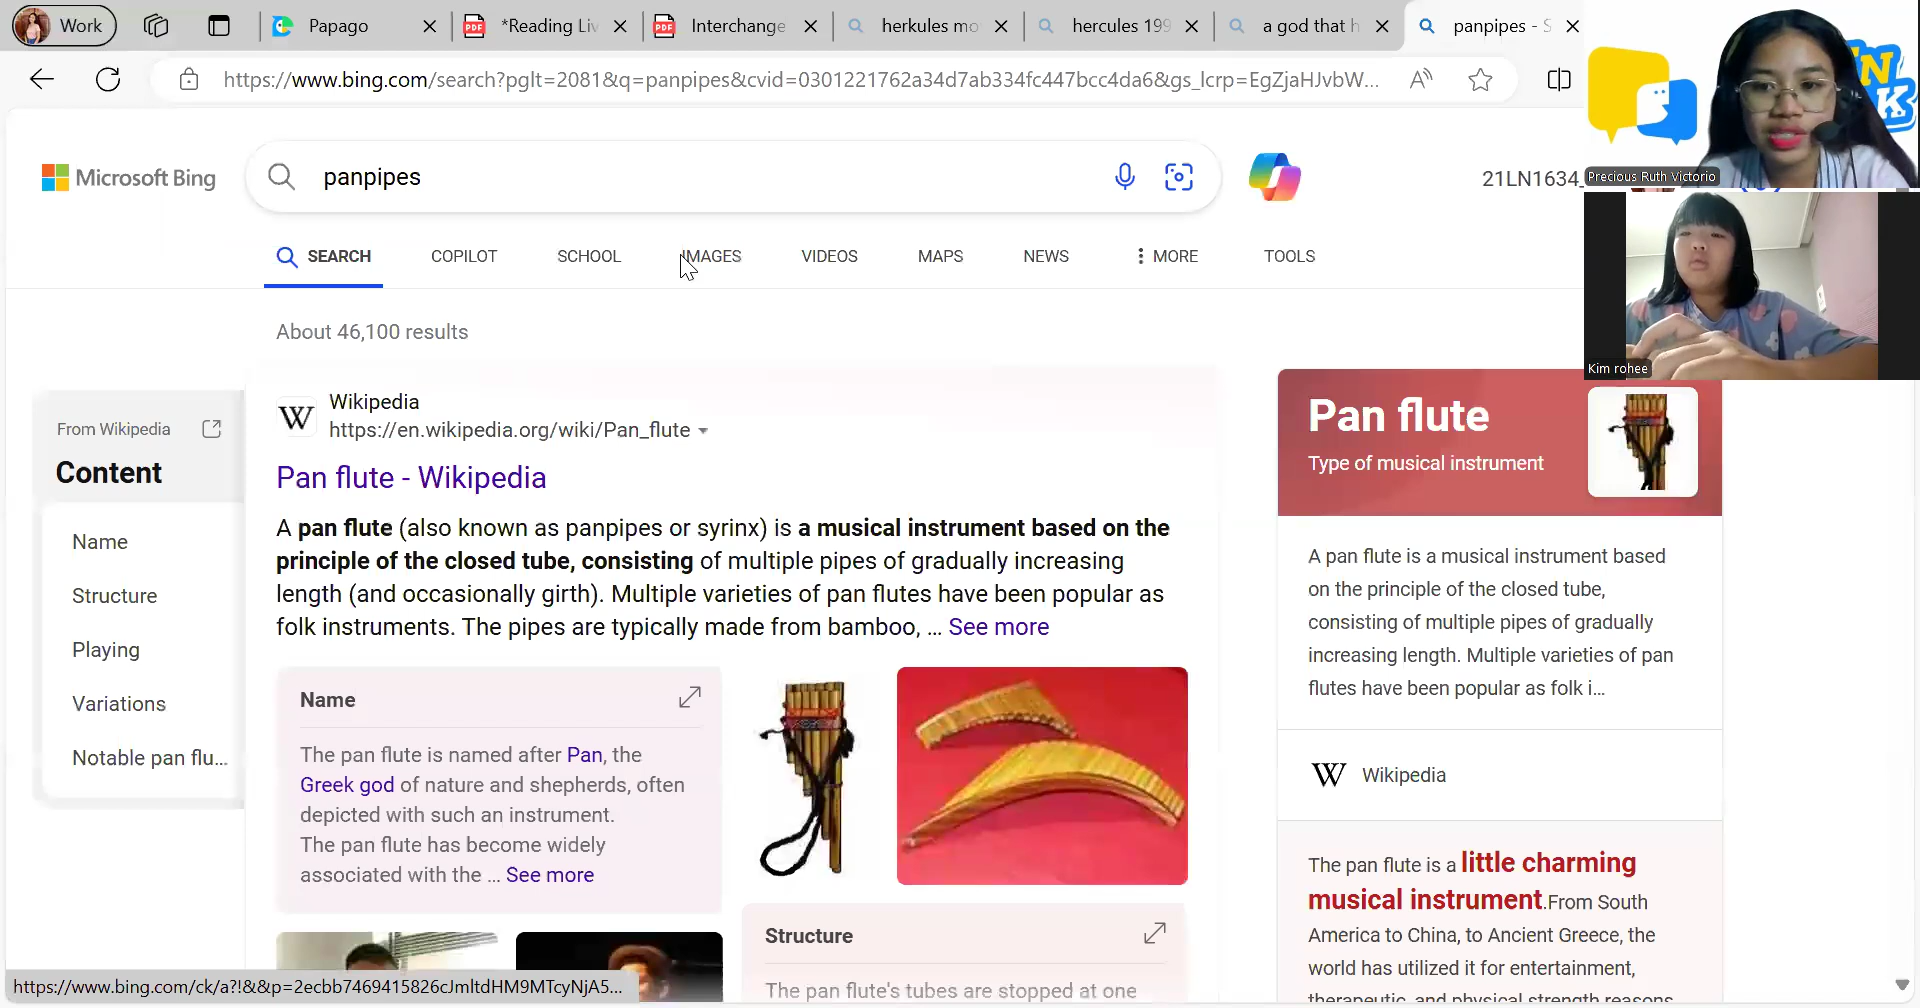 Work
Papago
*Reading Liv
Interchange
herkules mo
hercules 199
a god that h
panpipes - S
https://www.bing.com/search?pglt=2081&q=panpipes&cvid=0301221762a34d7ab334fc447bcc4da6&gs_lcrp=EgZjaHJvbW...
Microsoft Bing
panpipes
21LN1634_
Precious Ruth Victorio
Kim rohee
SEARCH
COPILOT
SCHOOL
IMAGES
VIDEOS
MAPS
NEWS
MORE
TOOLS
About 46,100 results
From Wikipedia
Content
Name
Structure
Playing
Variations
Notable pan flu...
Wikipedia
https://en.wikipedia.org/wiki/Pan_flute
Pan flute - Wikipedia
A pan flute (also known as panpipes or syrinx) is a musical instrument based on the
principle of the closed tube, consisting of multiple pipes of gradually increasing
length (and occasionally girth). Multiple varieties of pan flutes have been popular as
folk instruments. The pipes are typically made from bamboo, ... See more
Name
The pan flute is named after Pan, the
Greek god of nature and shepherds, often
depicted with such an instrument.
The pan flute has become widely
associated with the ... See more
Structure
The pan flute's tubes are stopped at one
Pan flute
Type of musical instrument
A pan flute is a musical instrument based
on the principle of the closed tube,
consisting of multiple pipes of gradually
increasing length. Multiple varieties of pan
flutes have been popular as folk i...
Wikipedia
The pan flute is a little charming
musical instrument.From South
America to China, to Ancient Greece, the
world has utilized it for entertainment,
therapeutic, and physical strength reasons
https://www.bing.com/ck/a?!&&p=2ecbb7469415826cJmltdHM9MTcyNjA5...